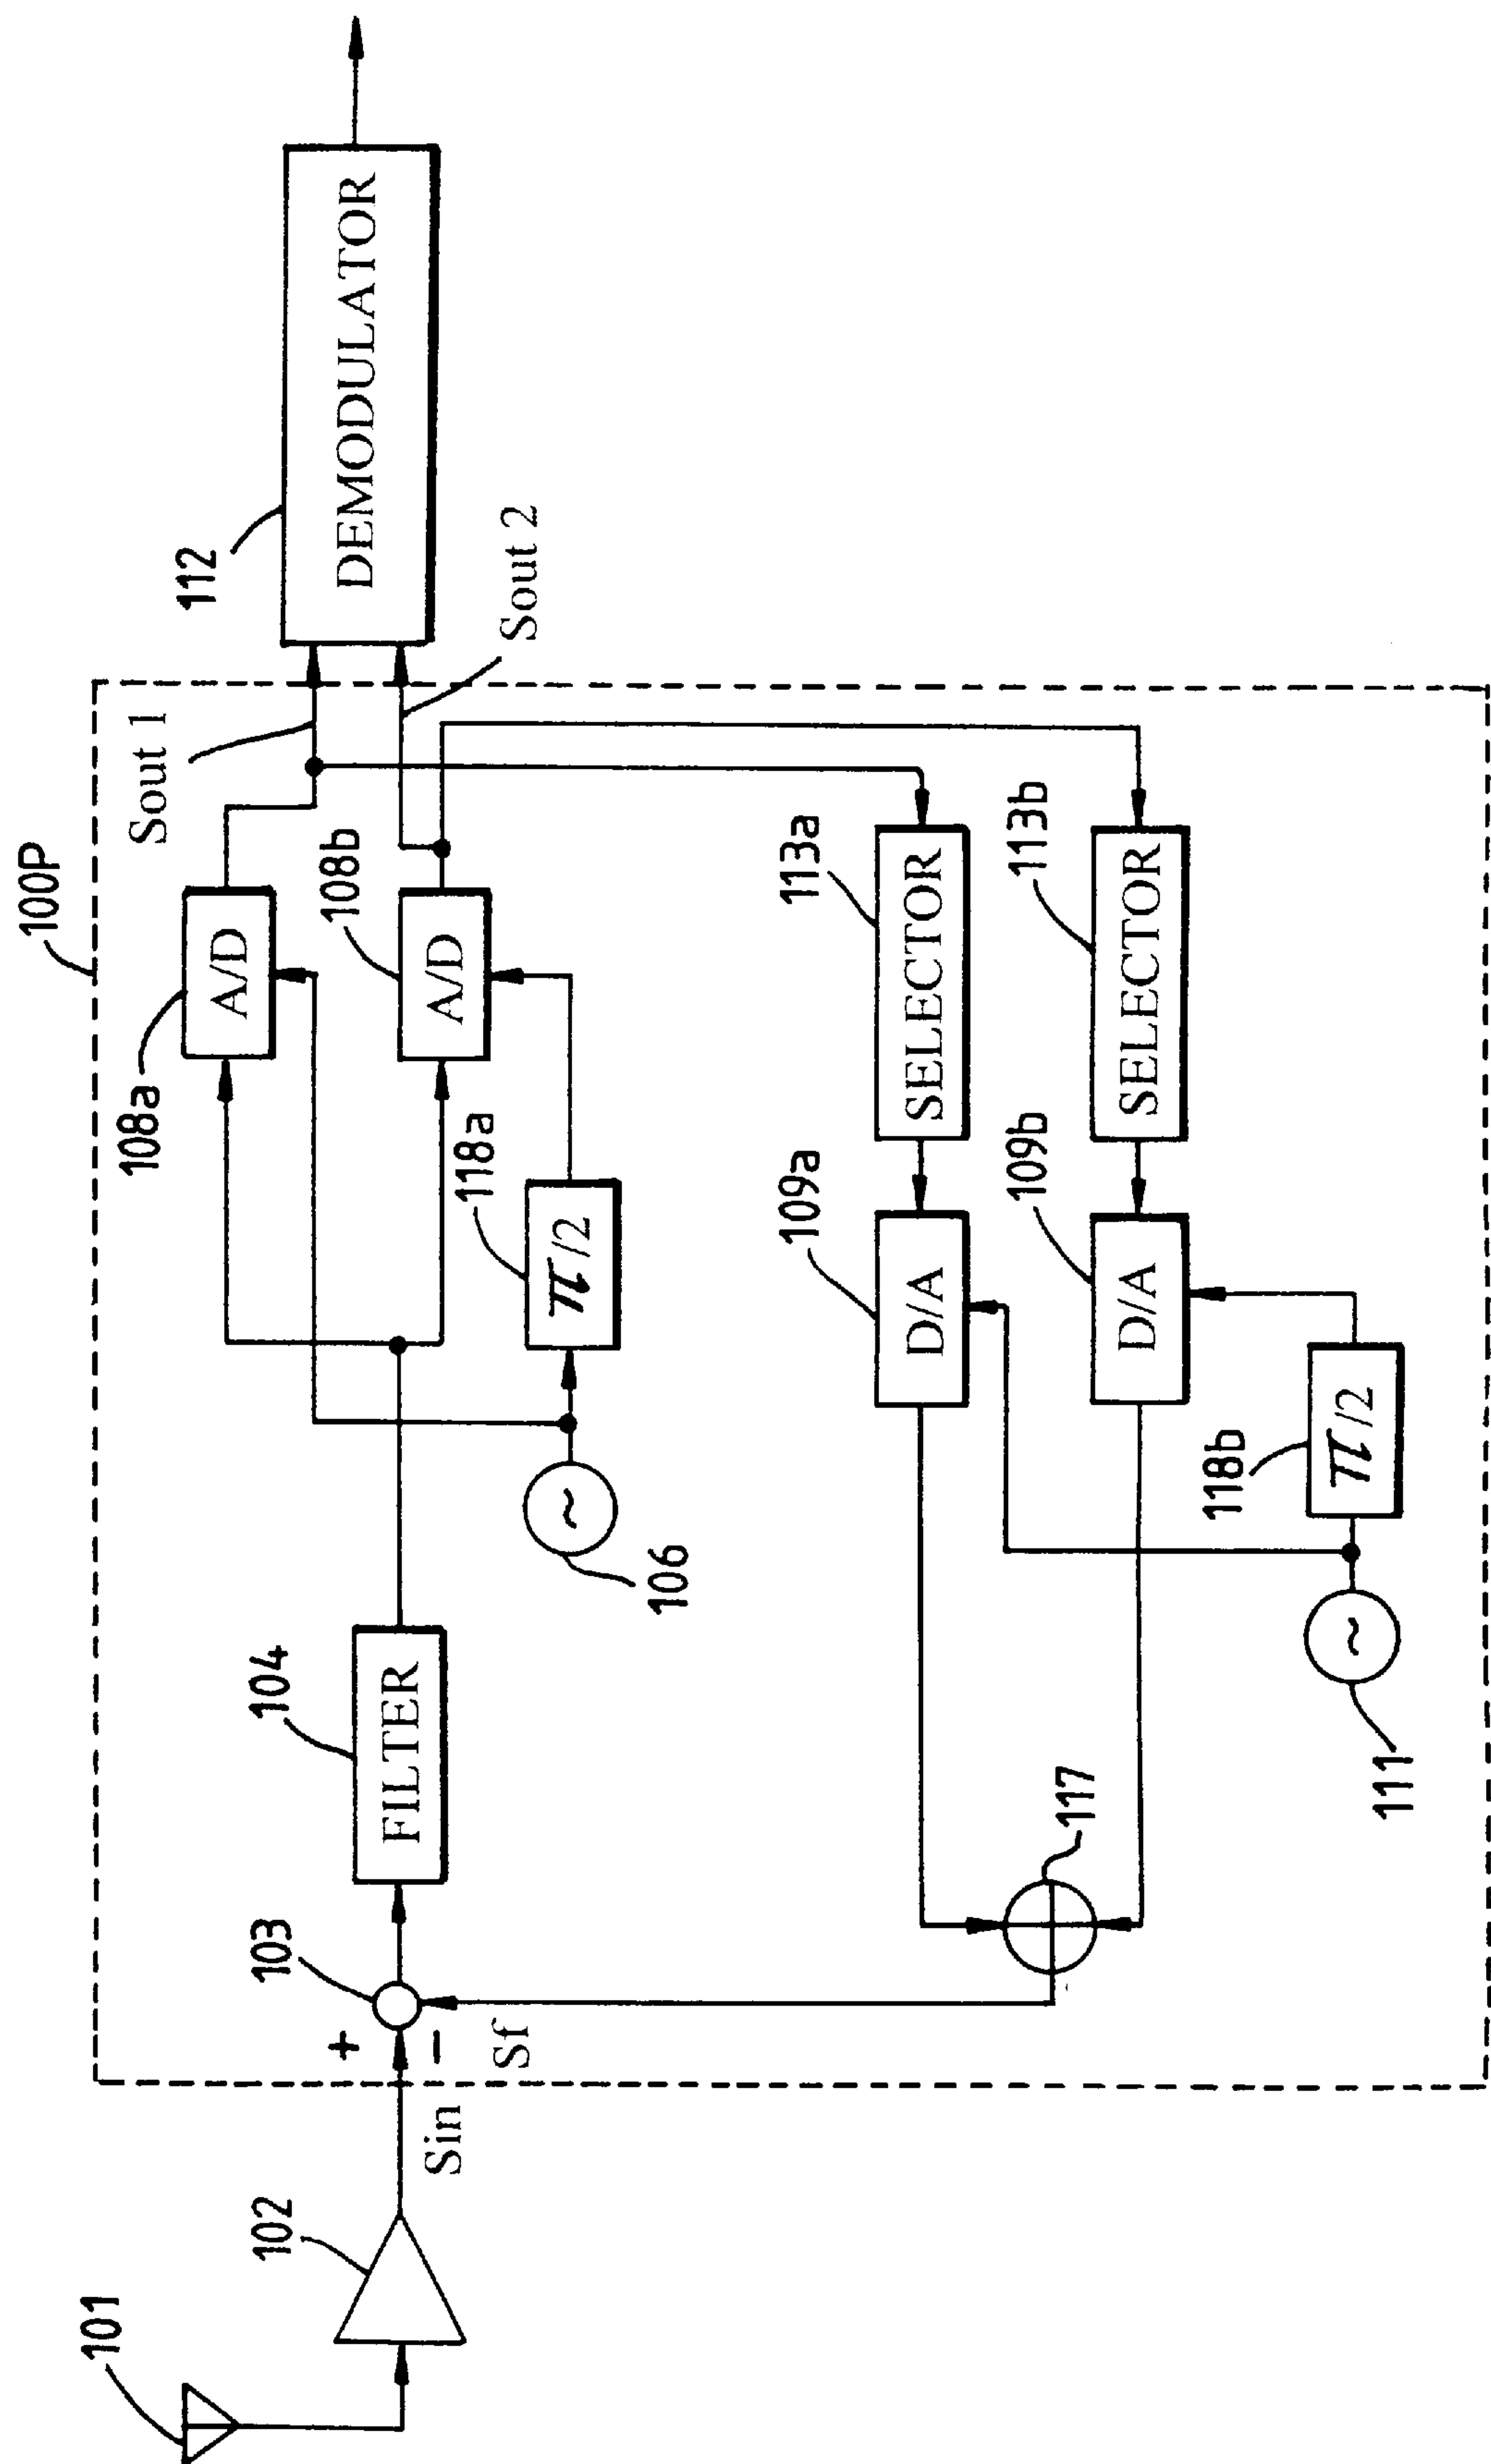 100P
101
102
Sin
103
+
−
Sf
104
FILTER
106
~
118a
π/2
108a
A/D
108b
A/D
Sout 1
Sout 2
112
DEMODULATOR
113a
SELECTOR
113b
SELECTOR
109a
D/A
109b
D/A
117
118b
π/2
111
~